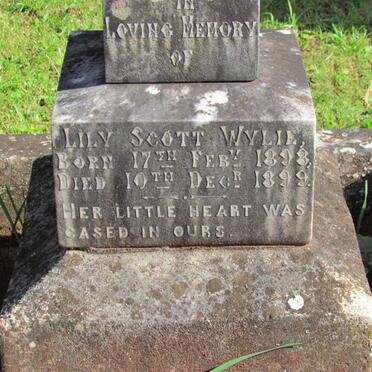 IN
LOVING MEMORY
OF
LILY SCOTT WYLIE,
BORN 17TH FEBY. 1898,
DIED 10TH DECR. 1899.
HER LITTLE HEART WAS
CASED IN OURS.